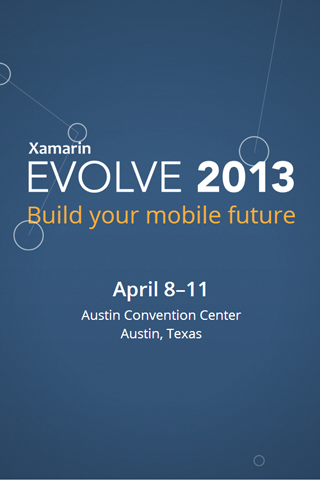 Xamarin
EVOLVE 2013
Build your mobile future
April 8–11
Austin Convention Center
Austin, Texas